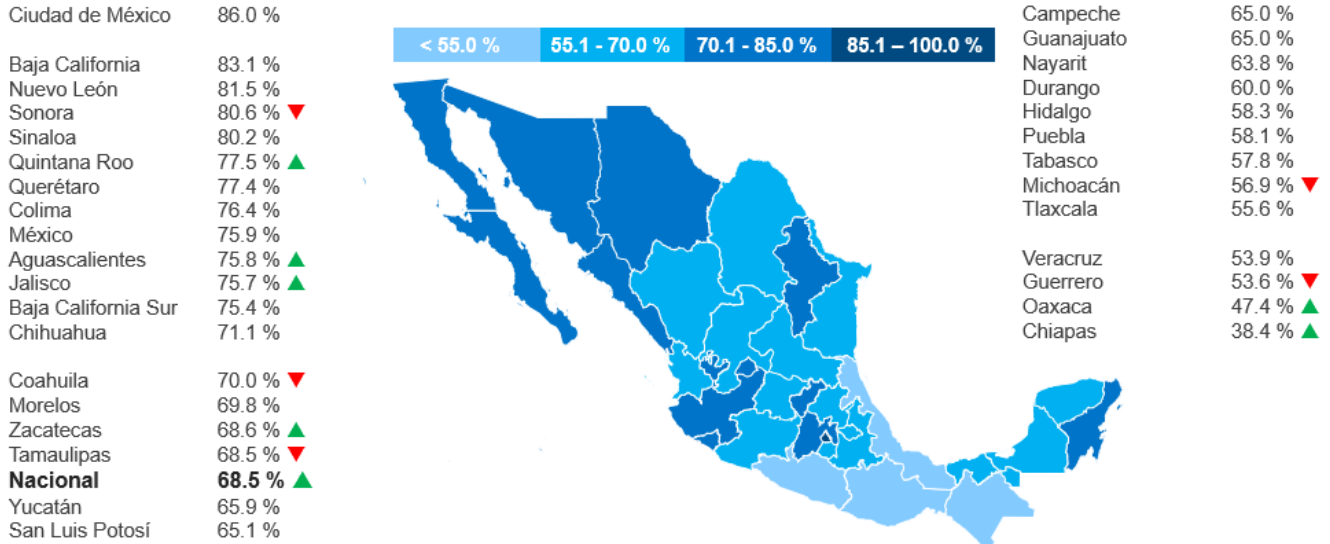 Ciudad de México 86.0 %
Baja California 83.1 %
Nuevo León 81.5 %
Sonora 80.6 % ▼
Sinaloa 80.2 %
Quintana Roo 77.5 % ▲
Querétaro 77.4 %
Colima 76.4 %
México 75.9 %
Aguascalientes 75.8 % ▲
Jalisco 75.7 % ▲
Baja California Sur 75.4 %
Chihuahua 71.1 %
Coahuila 70.0 % ▼
Morelos 69.8 %
Zacatecas 68.6 % ▲
Tamaulipas 68.5 % ▼
Nacional 68.5 % ▲
Yucatán 65.9 %
San Luis Potosí 65.1 %
< 55.0 % 55.1 - 70.0 % 70.1 - 85.0 % 85.1 – 100.0 %
Campeche 65.0 %
Guanajuato 65.0 %
Nayarit 63.8 %
Durango 60.0 %
Hidalgo 58.3 %
Puebla 58.1 %
Tabasco 57.8 %
Michoacán 56.9 % ▼
Tlaxcala 55.6 %
Veracruz 53.9 %
Guerrero 53.6 % ▼
Oaxaca 47.4 % ▲
Chiapas 38.4 % ▲